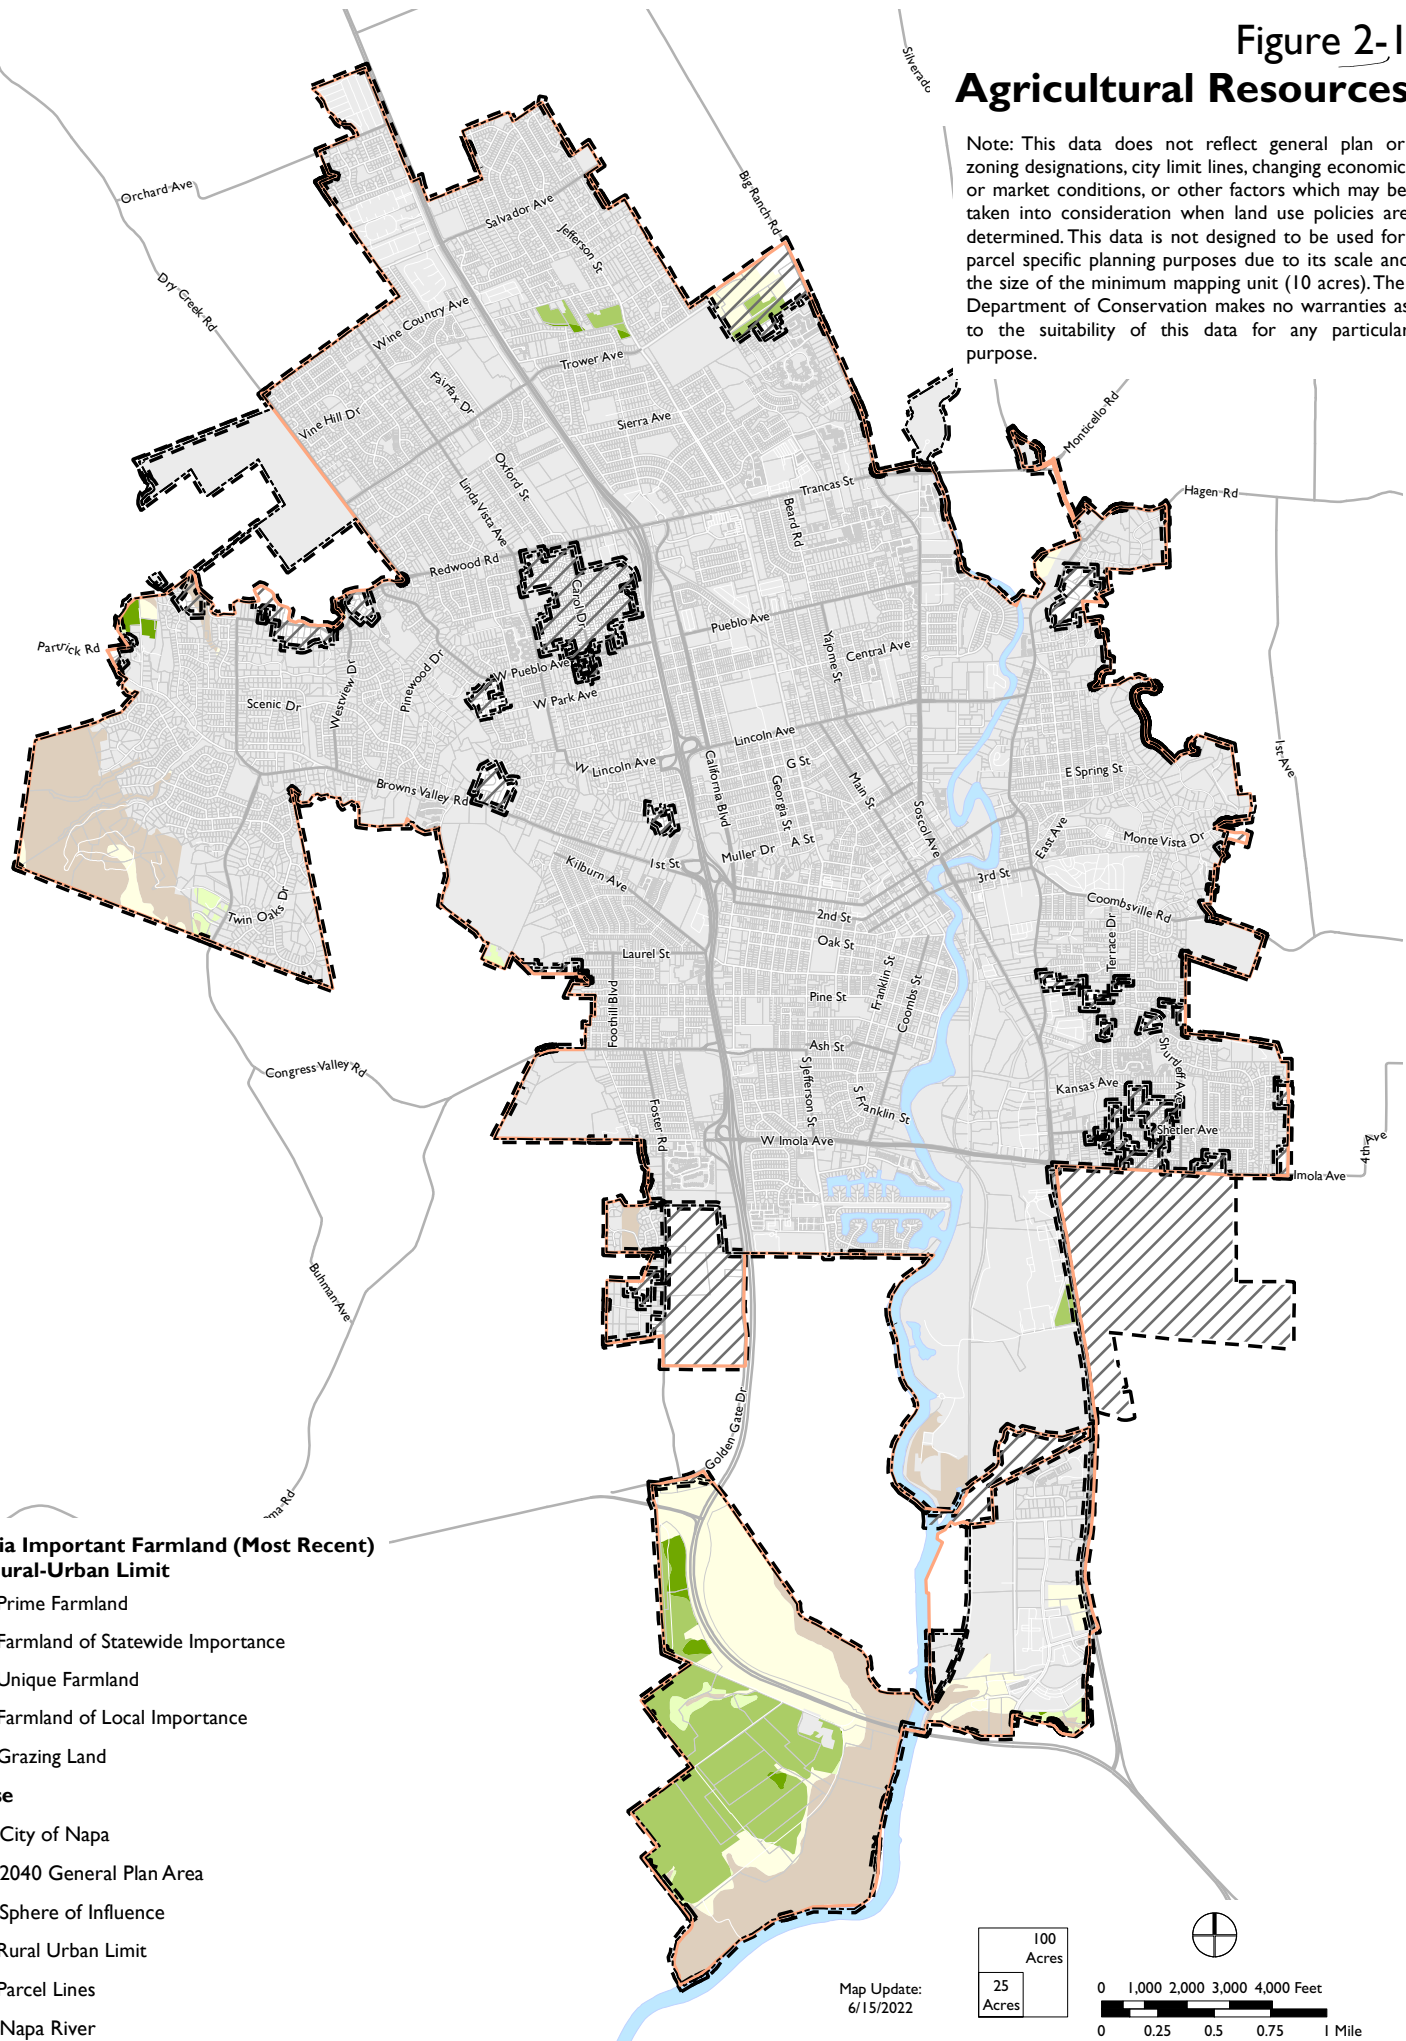 Figure 2-1
Agricultural Resources
Note: This data does not reflect general plan or
zoning designations, city limit lines, changing economic
or market conditions, or other factors which may be
taken into consideration when land use policies are
determined. This data is not designed to be used for
parcel specific planning purposes due to its scale and
the size of the minimum mapping unit (10 acres). The
Department of Conservation makes no warranties as
to the suitability of this data for any particular
purpose.
Silverado
Big Ranch Rd
Orchard Ave
Dry Creek Rd
Salvador Ave
Jefferson St
Wine Country Ave
Trower Ave
Fairfax Dr
Vine Hill Dr
Sierra Ave
Monticello Rd
Oxford St
Linda Vista Ave
Trancas St
Beard Rd
Hagen Rd
Redwood Rd
Carol Dr
Pueblo Ave
Yajome St
Central Ave
Partrick Rd
W Pueblo Ave
W Park Ave
Pinewood Dr
Westview Dr
Scenic Dr
Lincoln Ave
G St
W Lincoln Ave
California Blvd
Georgia St
Main St
Soscol Ave
E Spring St
1st Ave
Browns Valley Rd
Muller Dr
A St
East Ave
Monte Vista Dr
1st St
Kilburn Ave
3rd St
Twin Oaks Dr
2nd St
Coombsville Rd
Oak St
Terrace Dr
Laurel St
Franklin St
Coombs St
Pine St
Foothill Blvd
Ash St
Shurtleff Ave
Congress Valley Rd
S Jefferson St
Kansas Ave
S Franklin St
Foster Rd
W Imola Ave
Shetler Ave
4th Ave
Imola Ave
Buhman Ave
Golden Gate Dr
ma Rd
ia Important Farmland (Most Recent)
ural-Urban Limit
Prime Farmland
Farmland of Statewide Importance
Unique Farmland
Farmland of Local Importance
Grazing Land
se
City of Napa
2040 General Plan Area
Sphere of Influence
Rural Urban Limit
Parcel Lines
Napa River
Map Update:
6/15/2022
100
Acres
25
Acres
0 1,000 2,000 3,000 4,000 Feet
0 0.25 0.5 0.75 1 Mile